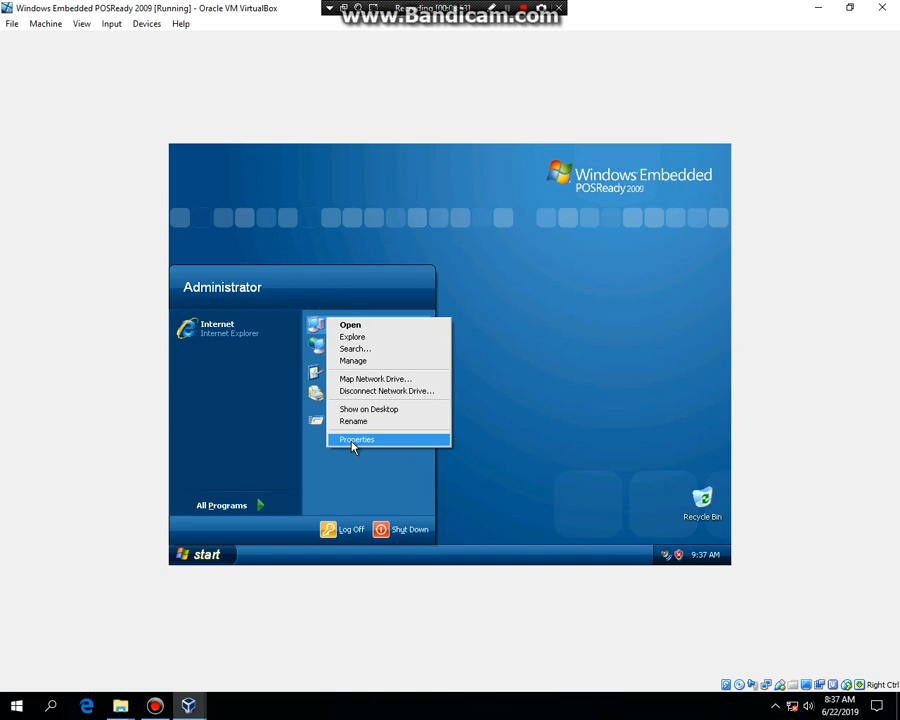 Windows Embedded POSReady 2009 [Running] - Oracle VM VirtualBox
www.Bandicam.com
File Machine View Input Devices Help
Windows Embedded
POSReady 2009
Administrator
Internet
Internet Explorer
Open
Explore
Search...
Manage
Map Network Drive...
Disconnect Network Drive...
Show on Desktop
Rename
Properties
All Programs
Log Off Shut Down
Recycle Bin
start
9:37 AM
Right Ctrl
8:37 AM
6/22/2019